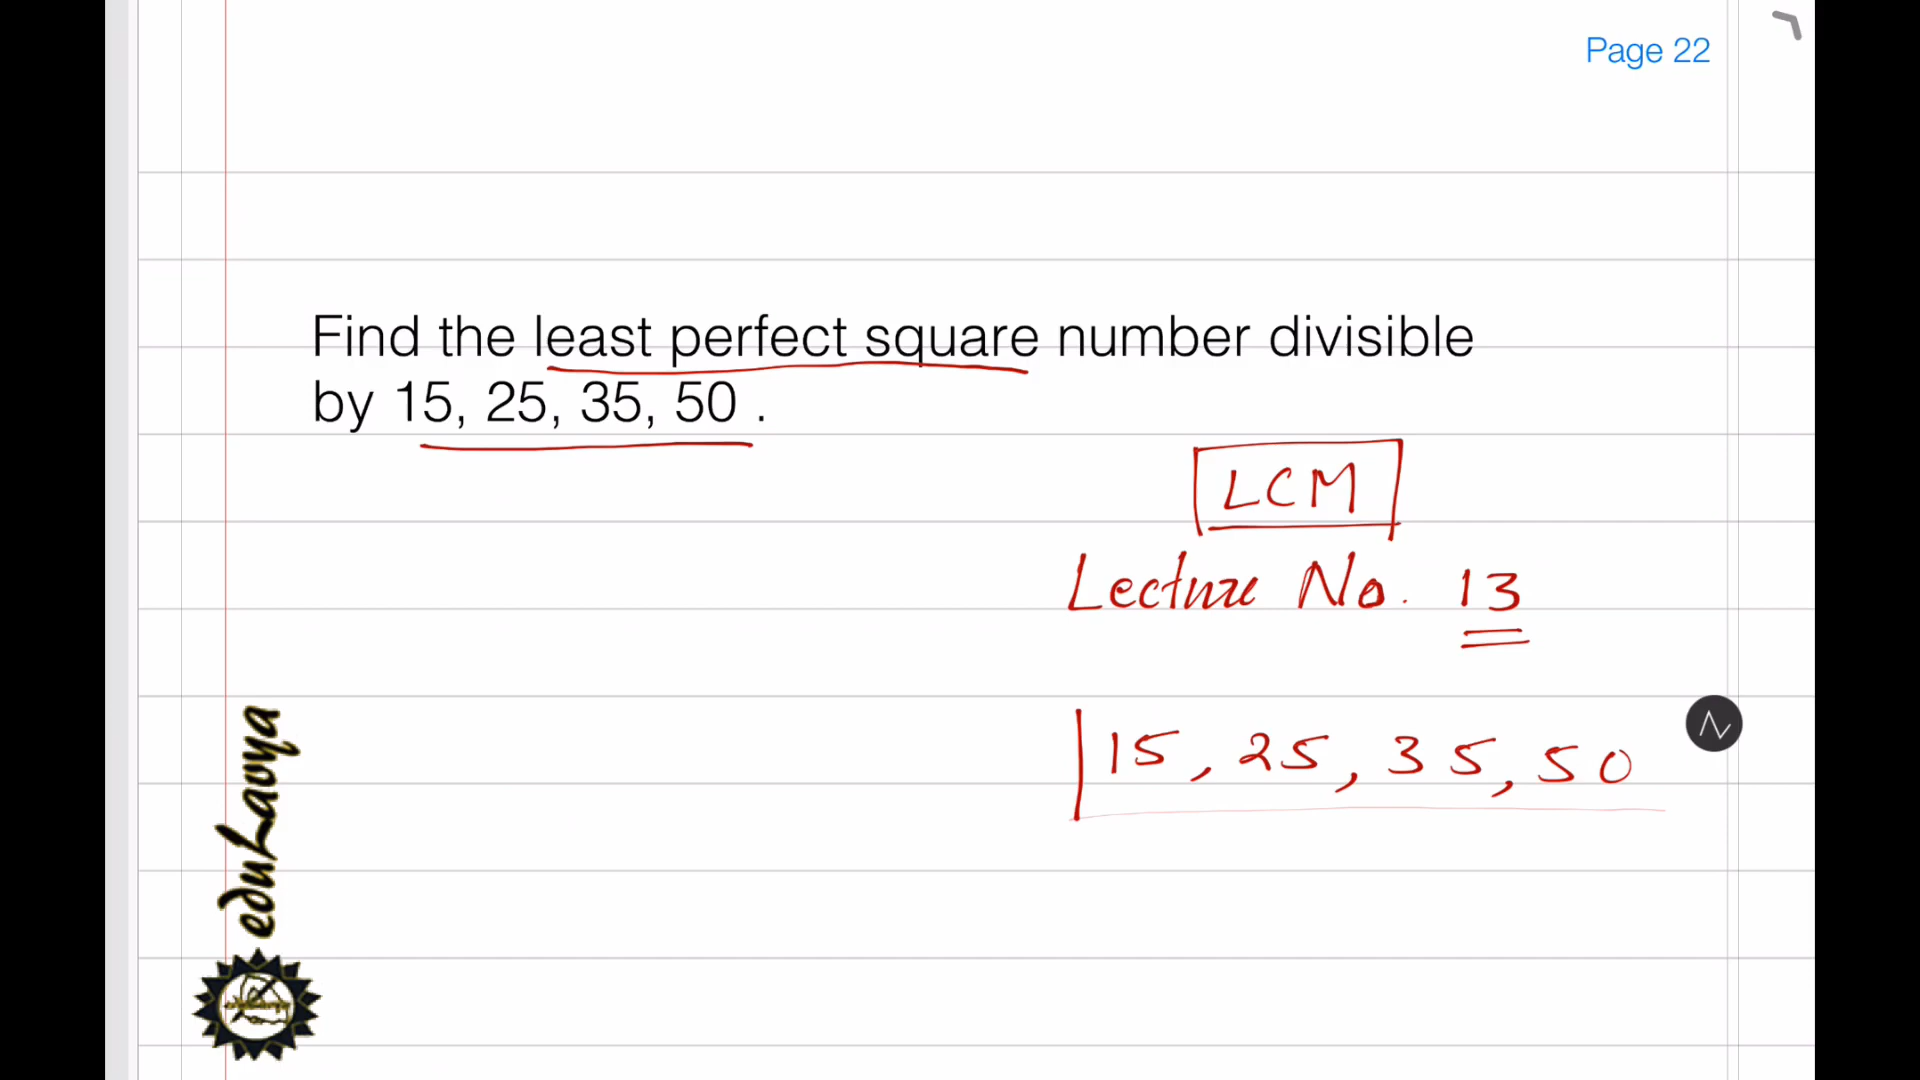 Page 22
Find the least perfect square number divisible
by 15, 25, 35, 50 .
LCM
Lecture No. 13
15, 25, 35, 50
eduLavya